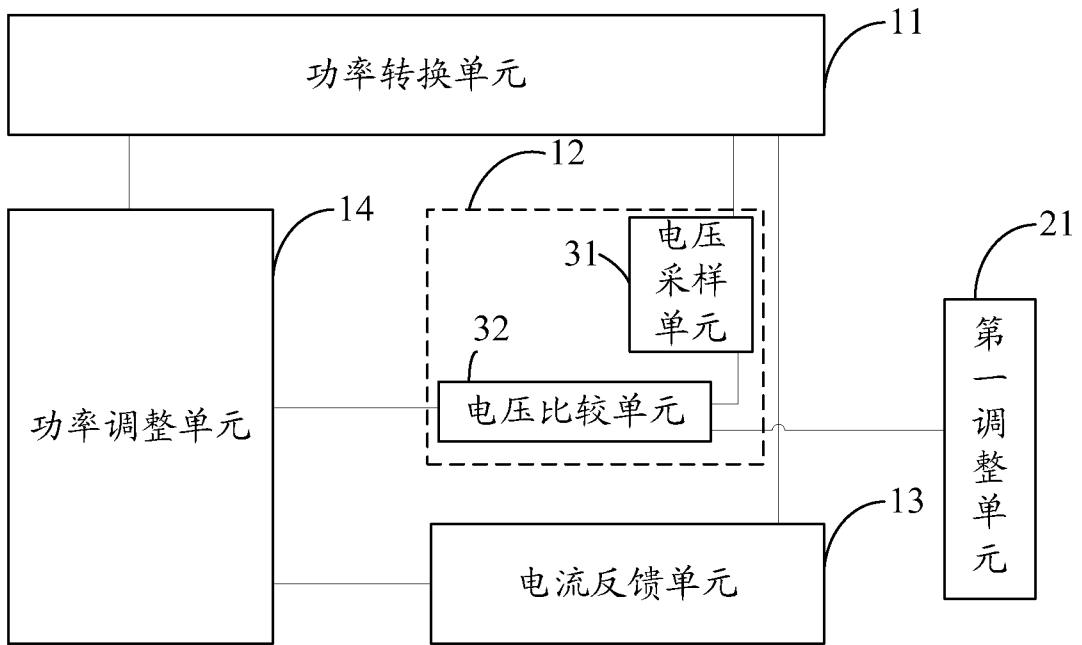 11
功率转换单元
12
14
功率调整单元
31
电压
采样
单元
32
电压比较单元
21
第
一
调
整
单
元
13
电流反馈单元